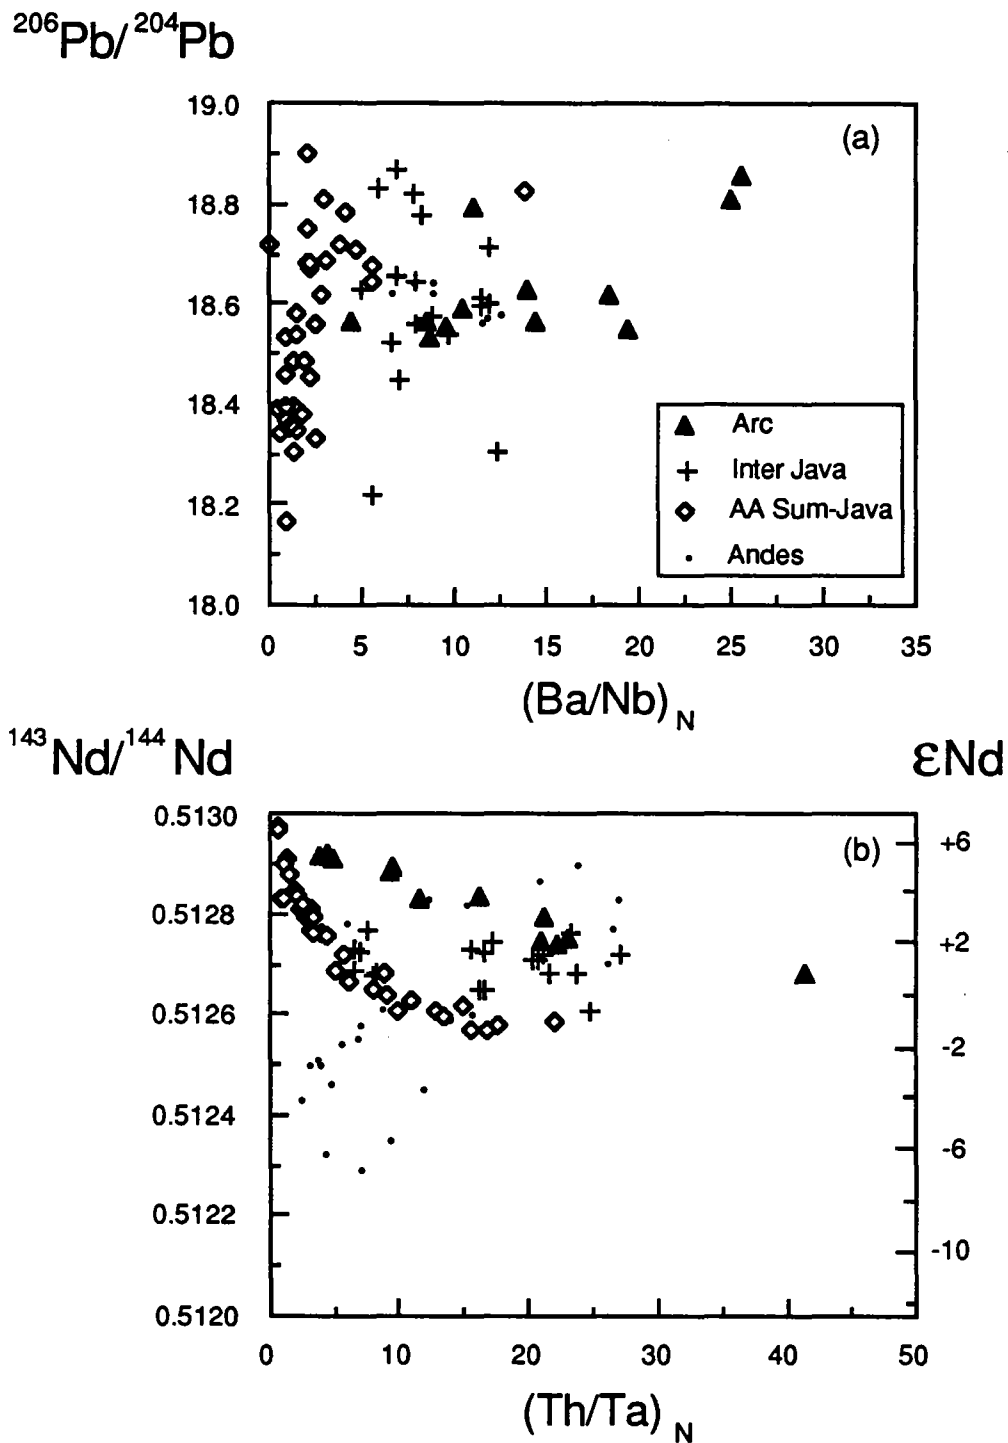 ²⁰⁶Pb/ ²⁰⁴Pb
(a)
19.0
18.8
18.6
18.4
18.2
18.0
Arc
Inter Java
AA Sum-Java
Andes
0 5 10 15 20 25 30 35
(Ba/Nb) N
¹⁴³Nd/ ¹⁴⁴Nd εNd
(b)
0.5130
0.5128
0.5126
0.5124
0.5122
0.5120
+6
+2
-2
-6
-10
0 10 20 30 40 50
(Th/Ta) N